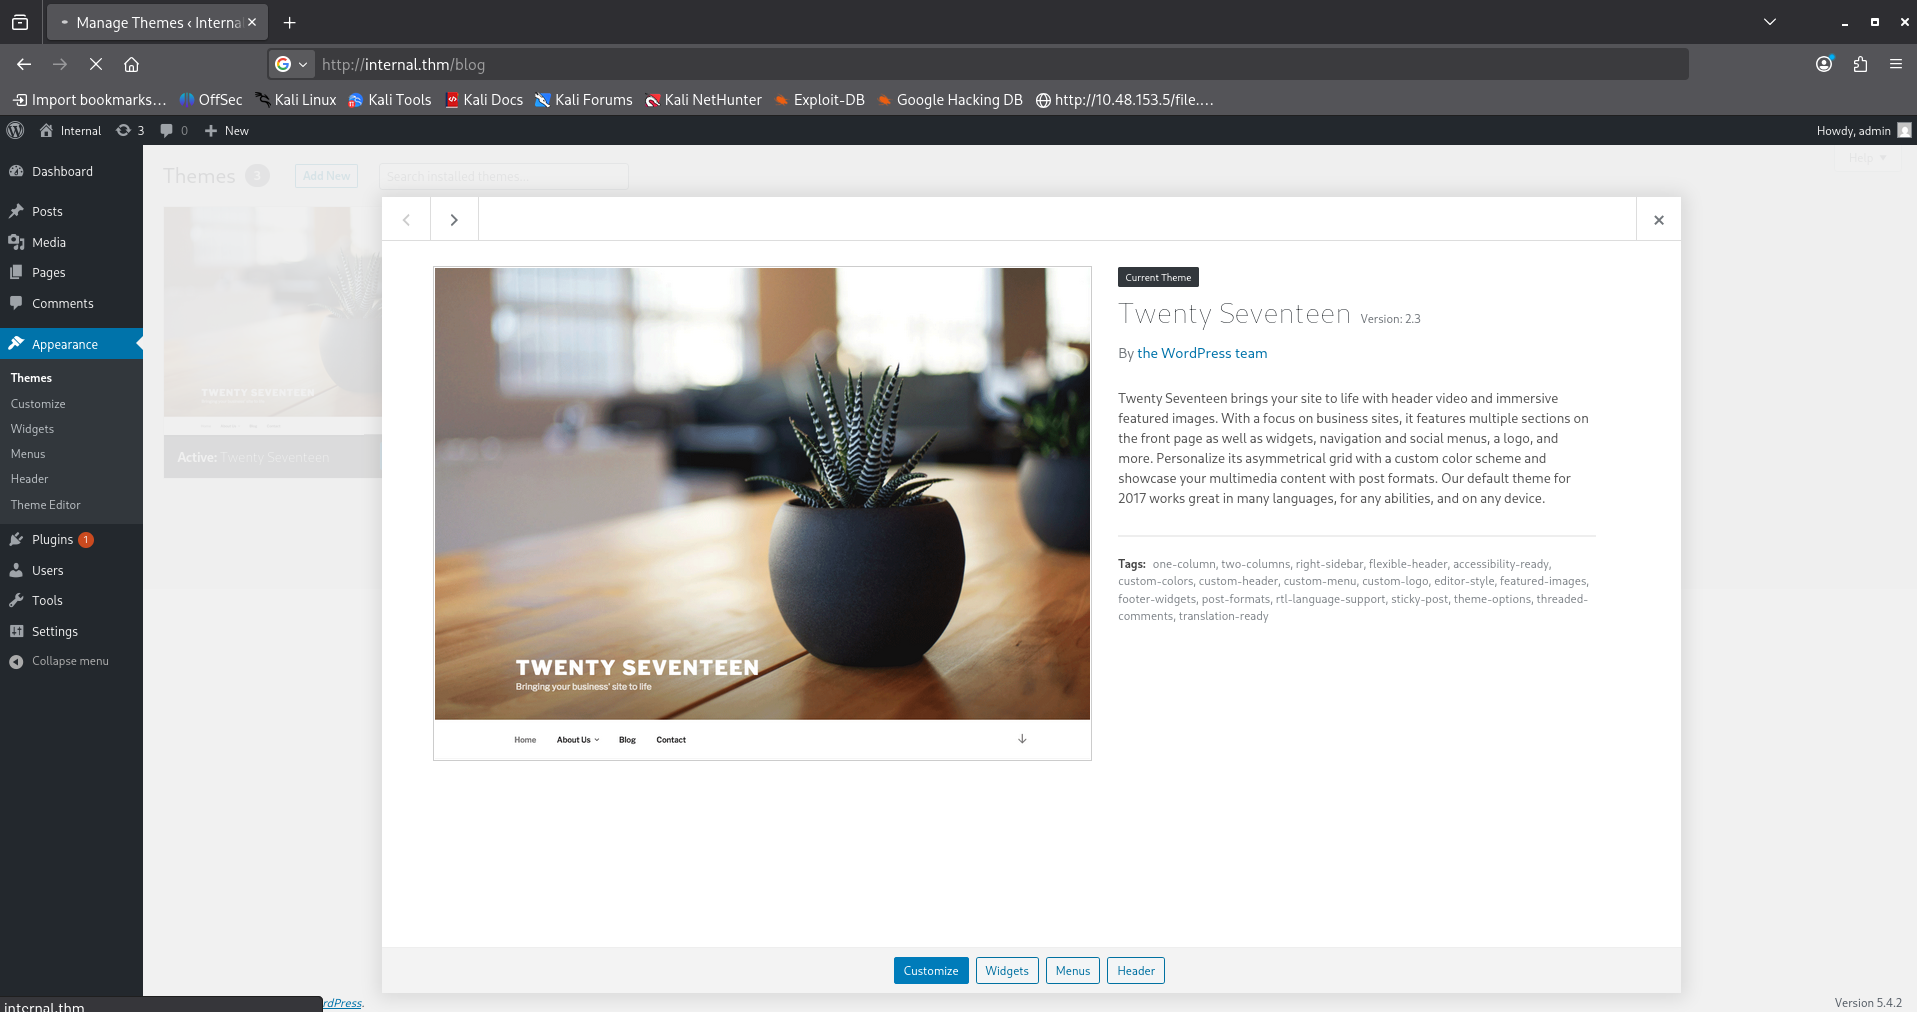 Manage Themes ‹ Interna
http://internal.thm/blog
Import bookmarks… OffSec Kali Linux Kali Tools Kali Docs Kali Forums Kali NetHunter Exploit-DB Google Hacking DB http://10.48.153.5/file.…
Internal 3 0 New Howdy, admin
Dashboard
Posts
Media
Pages
Comments
Appearance
Themes
Customize
Widgets
Menus
Header
Theme Editor
Plugins 1
Users
Tools
Settings
Collapse menu
Themes 3 Add New Search installed themes...
Help
TWENTY SEVENTEEN
Active: Twenty Seventeen
TWENTY SEVENTEEN
Bringing your business' site to life
Home About Us Blog Contact
Current Theme
Twenty Seventeen Version: 2.3
By the WordPress team
Twenty Seventeen brings your site to life with header video and immersive
featured images. With a focus on business sites, it features multiple sections on
the front page as well as widgets, navigation and social menus, a logo, and
more. Personalize its asymmetrical grid with a custom color scheme and
showcase your multimedia content with post formats. Our default theme for
2017 works great in many languages, for any abilities, and on any device.
Tags: one-column, two-columns, right-sidebar, flexible-header, accessibility-ready,
custom-colors, custom-header, custom-menu, custom-logo, editor-style, featured-images,
footer-widgets, post-formats, rtl-language-support, sticky-post, theme-options, threaded-
comments, translation-ready
Customize Widgets Menus Header
internal.thm
rdPress.
Version 5.4.2